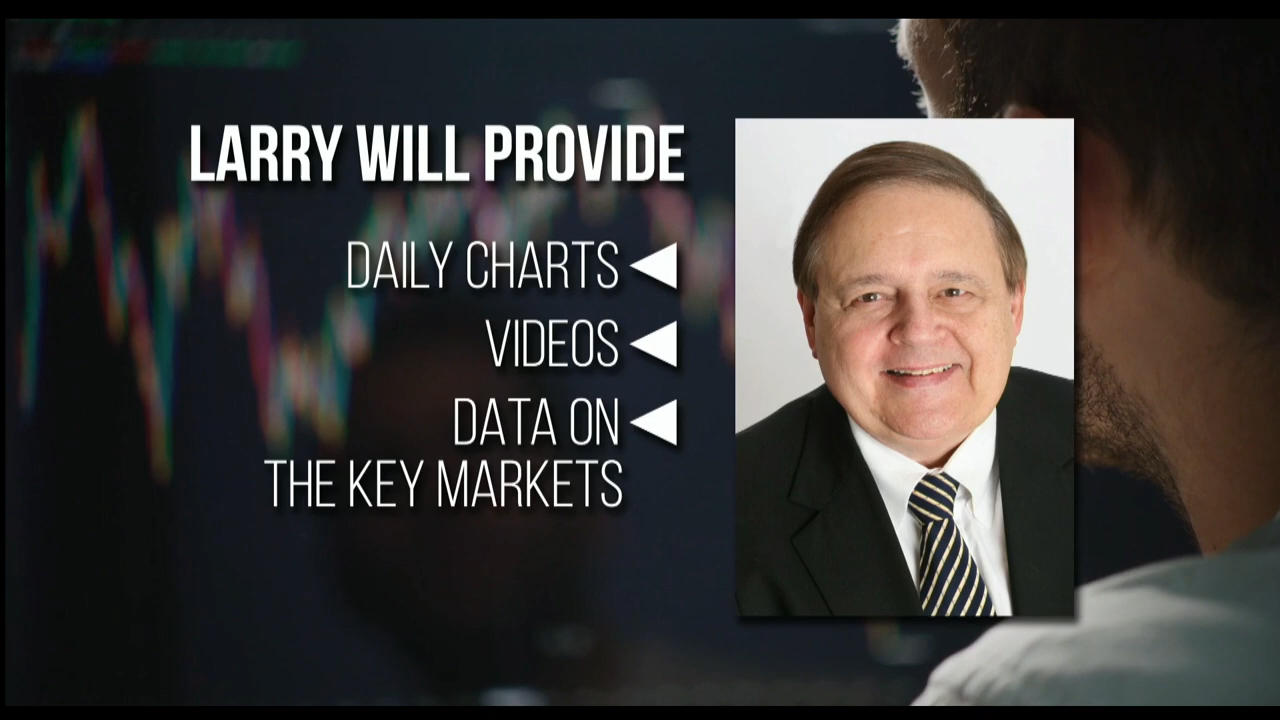 LARRY WILL PROVIDE
DAILY CHARTS
VIDEOS
DATA ON
THE KEY MARKETS